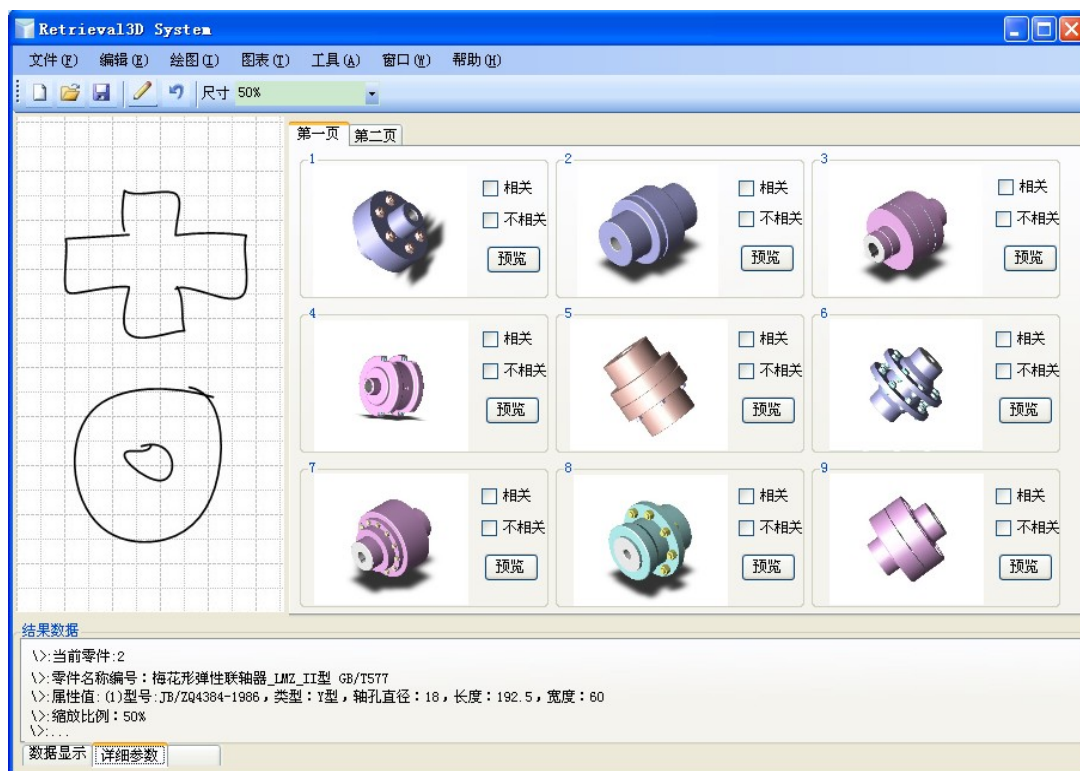 Retrieval3D System
文件(F) 编辑(E) 绘图(I) 图表(T) 工具(A) 窗口(W) 帮助(H)
尺寸 50%
第一页 第二页
1 2 3
相关 相关 相关
不相关 不相关 不相关
预览 预览 预览
4 5 6
相关 相关 相关
不相关 不相关 不相关
预览 预览 预览
7 8 9
相关 相关 相关
不相关 不相关 不相关
预览 预览 预览
结果数据
\>:当前零件:2
\>:零件名称编号：梅花形弹性联轴器_LMZ_II型 GB/T577
\>:属性值:(1)型号:JB/ZQ4384-1986，类型：Y型，轴孔直径：18，长度：192.5，宽度：60
\>:缩放比例：50%
\>:...
数据显示 详细参数